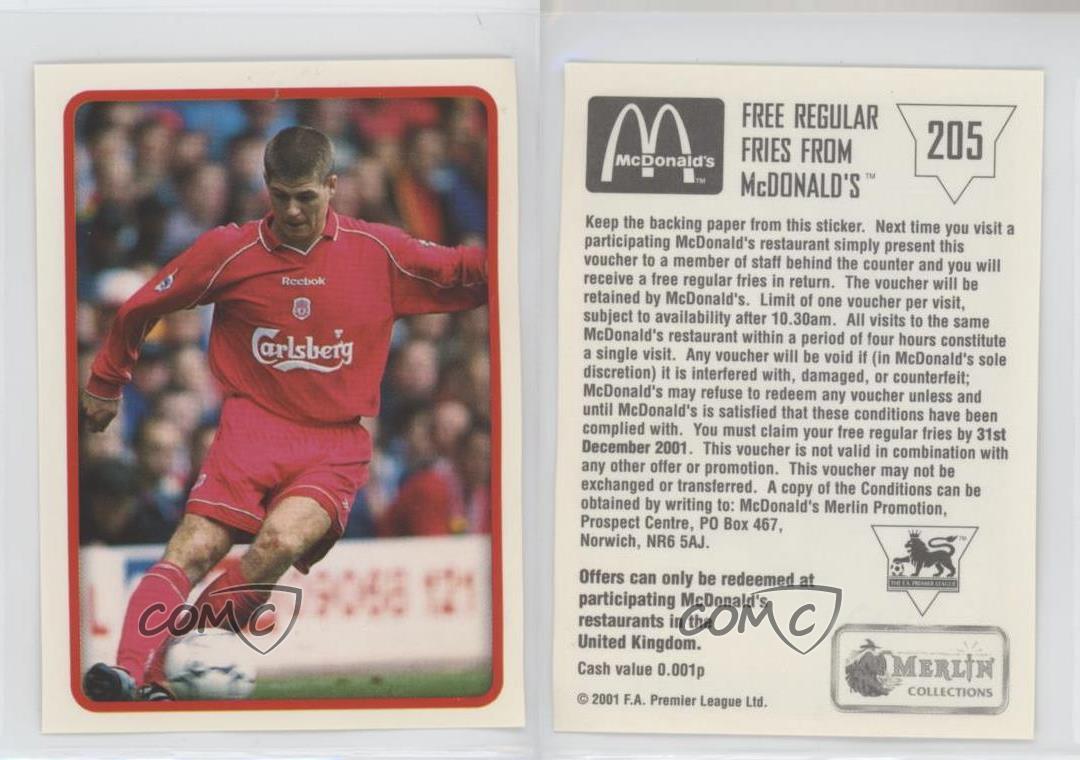 Reebok
Carlsberg
9068 121
COMC
McDonald's™
FREE REGULAR
FRIES FROM
McDONALD'S™
205
Keep the backing paper from this sticker. Next time you visit a
participating McDonald's restaurant simply present this
voucher to a member of staff behind the counter and you will
receive a free regular fries in return. The voucher will be
retained by McDonald's. Limit of one voucher per visit,
subject to availability after 10.30am. All visits to the same
McDonald's restaurant within a period of four hours constitute
a single visit. Any voucher will be void if (in McDonald's sole
discretion) it is interfered with, damaged, or counterfeit;
McDonald's may refuse to redeem any voucher unless and
until McDonald's is satisfied that these conditions have been
complied with. You must claim your free regular fries by 31st
December 2001. This voucher is not valid in combination with
any other offer or promotion. This voucher may not be
exchanged or transferred. A copy of the Conditions can be
obtained by writing to: McDonald's Merlin Promotion,
Prospect Centre, PO Box 467,
Norwich, NR6 5AJ.
THE F.A. PREMIER LEAGUE
Offers can only be redeemed at
participating McDonald's
restaurants in the
United Kingdom.
COMC
Cash value 0.001p
MERLIN
COLLECTIONS
© 2001 F.A. Premier League Ltd.